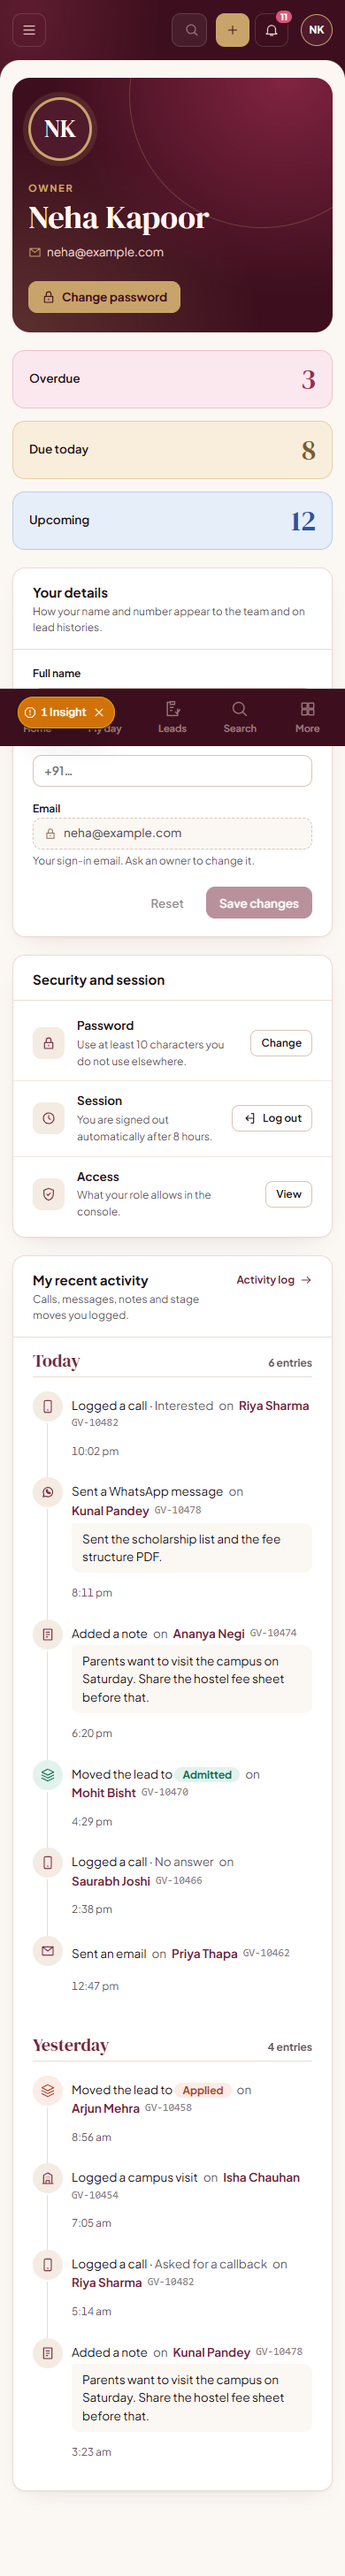 11
NK
NK
OWNER
Neha Kapoor
neha@example.com
Change password
Overdue
3
Due today
8
Upcoming
12
Your details
How your name and number appear to the team and on
lead histories.
Full name
1 Insight
Home
My day
Leads
Search
More
+91...
Email
neha@example.com
Your sign-in email. Ask an owner to change it.
Reset
Save changes
Security and session
Password
Use at least 10 characters you
do not use elsewhere.
Change
Session
You are signed out
automatically after 8 hours.
Log out
Access
What your role allows in the
console.
View
My recent activity
Activity log →
Calls, messages, notes and stage
moves you logged.
Today
6 entries
Logged a call · Interested on Riya Sharma
GV-10482
10:02 pm
Sent a WhatsApp message on
Kunal Pandey GV-10478
Sent the scholarship list and the fee
structure PDF.
8:11 pm
Added a note on Ananya Negi GV-10474
Parents want to visit the campus on
Saturday. Share the hostel fee sheet
before that.
6:20 pm
Moved the lead to Admitted on
Mohit Bisht GV-10470
4:29 pm
Logged a call · No answer on
Saurabh Joshi GV-10466
2:38 pm
Sent an email on Priya Thapa GV-10462
12:47 pm
Yesterday
4 entries
Moved the lead to Applied on
Arjun Mehra GV-10458
8:56 am
Logged a campus visit on Isha Chauhan
GV-10454
7:05 am
Logged a call · Asked for a callback on
Riya Sharma GV-10482
5:14 am
Added a note on Kunal Pandey GV-10478
Parents want to visit the campus on
Saturday. Share the hostel fee sheet
before that.
3:23 am